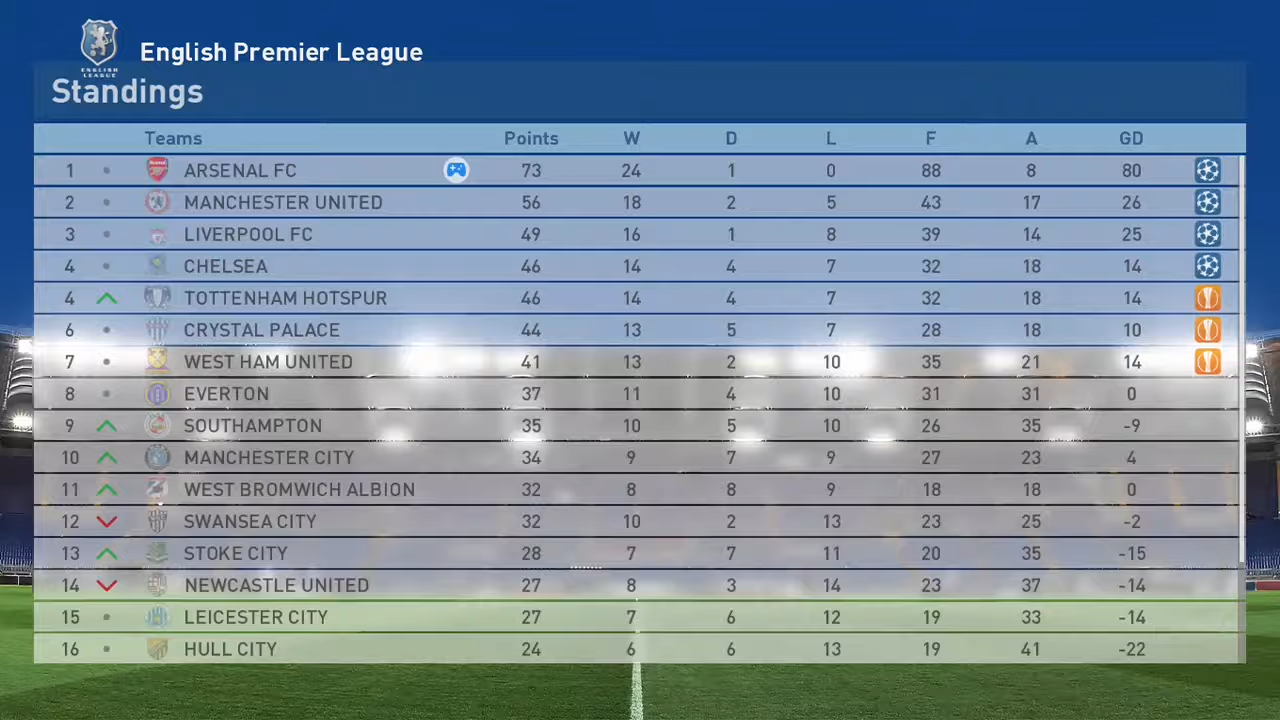 English Premier League
ENGLISH
LEAGUE
Standings
Teams Points W D L F A GD
1 ARSENAL FC 73 24 1 0 88 8 80
2 MANCHESTER UNITED 56 18 2 5 43 17 26
3 LIVERPOOL FC 49 16 1 8 39 14 25
4 CHELSEA 46 14 4 7 32 18 14
4 TOTTENHAM HOTSPUR 46 14 4 7 32 18 14
6 CRYSTAL PALACE 44 13 5 7 28 18 10
7 WEST HAM UNITED 41 13 2 10 35 21 14
8 EVERTON 37 11 4 10 31 31 0
9 SOUTHAMPTON 35 10 5 10 26 35 -9
10 MANCHESTER CITY 34 9 7 9 27 23 4
11 WEST BROMWICH ALBION 32 8 8 9 18 18 0
12 SWANSEA CITY 32 10 2 13 23 25 -2
13 STOKE CITY 28 7 7 11 20 35 -15
14 NEWCASTLE UNITED 27 8 3 14 23 37 -14
15 LEICESTER CITY 27 7 6 12 19 33 -14
16 HULL CITY 24 6 6 13 19 41 -22